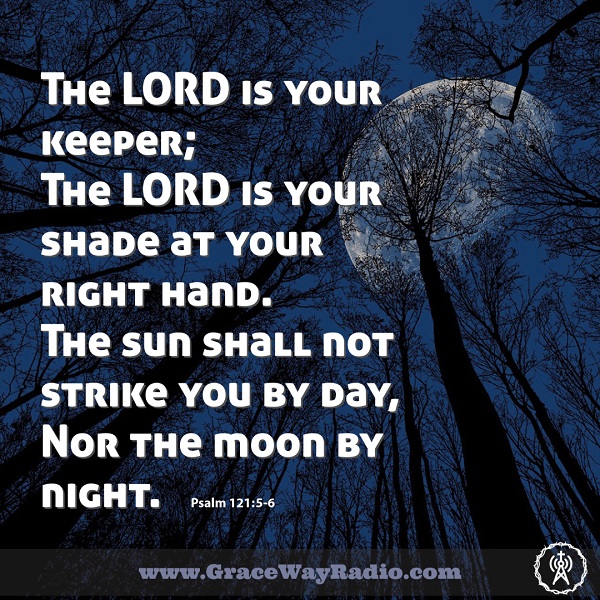 The LORD is your
keeper;
The LORD is your
shade at your
right hand.
The sun shall not
strike you by day,
Nor the moon by
night.
Psalm 121:5-6
www.GraceWayRadio.com